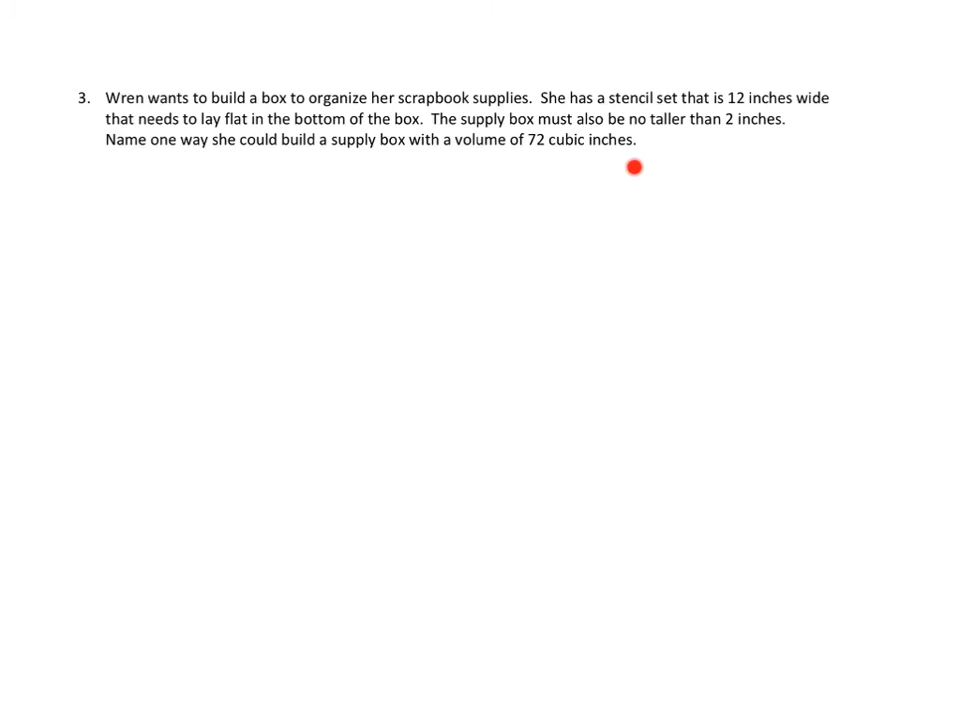 3. Wren wants to build a box to organize her scrapbook supplies. She has a stencil set that is 12 inches wide
that needs to lay flat in the bottom of the box. The supply box must also be no taller than 2 inches.
Name one way she could build a supply box with a volume of 72 cubic inches.